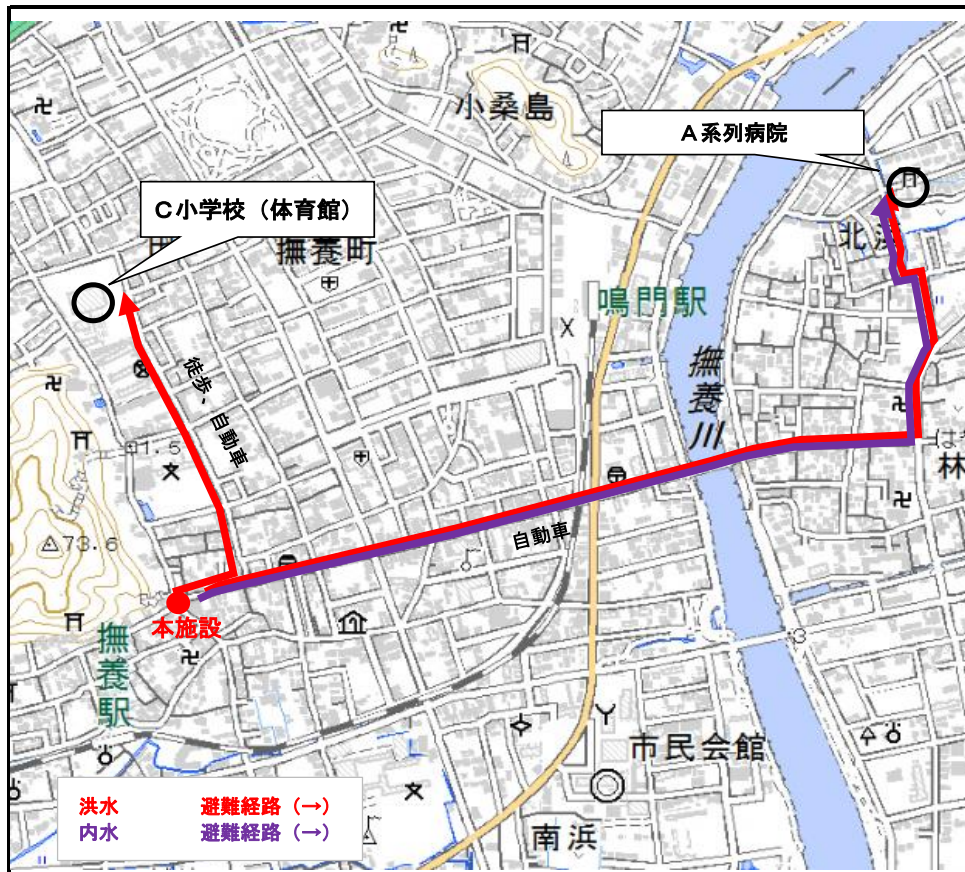 小桑島
A系列病院
C小学校（体育館）
撫養町
北浜
鳴門駅
撫養川
徒歩、自動車
1.5
林
自動車
73.6
本施設
撫養駅
市民会館
南浜
洪水 避難経路（→）
内水 避難経路（→）